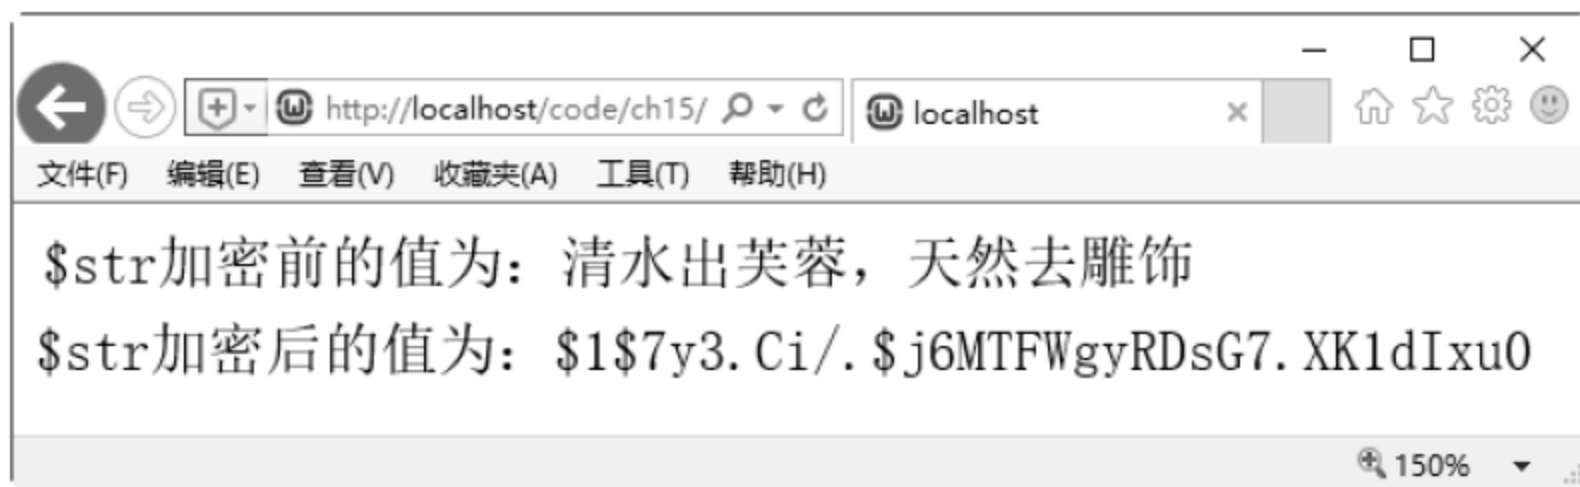 http://localhost/code/ch15/ localhost
文件(F) 编辑(E) 查看(V) 收藏夹(A) 工具(T) 帮助(H)
$str加密前的值为：清水出芙蓉，天然去雕饰
$str加密后的值为：$1$7y3.Ci/.$j6MTFWgyRDsG7.XK1dIxu0
150%